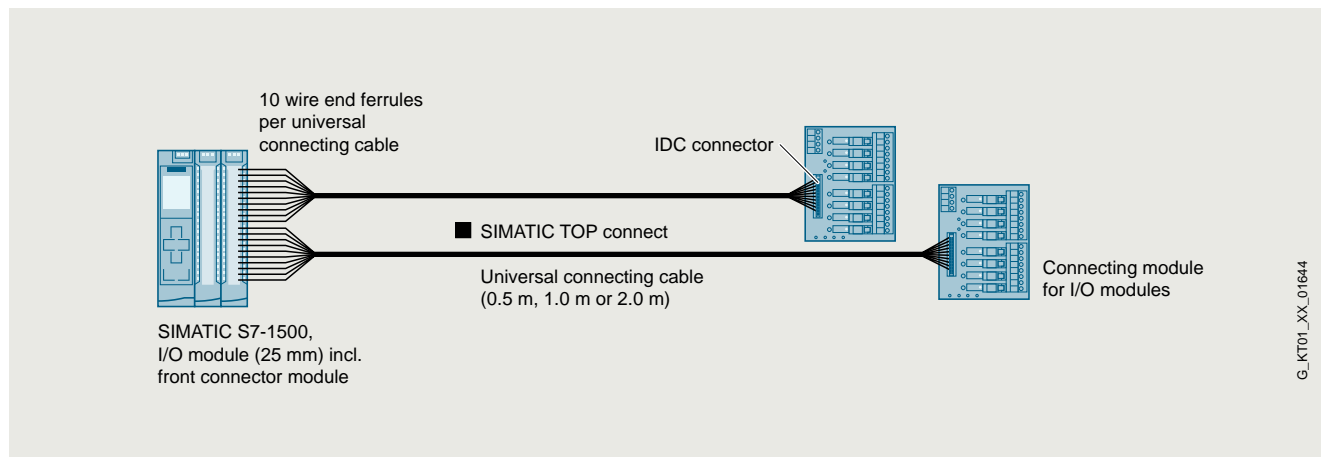 10 wire end ferrules
per universal
connecting cable
IDC connector
SIMATIC TOP connect
Universal connecting cable
(0.5 m, 1.0 m or 2.0 m)
Connecting module
for I/O modules
SIMATIC S7-1500,
I/O module (25 mm) incl.
front connector module
G_KT01_XX_01644